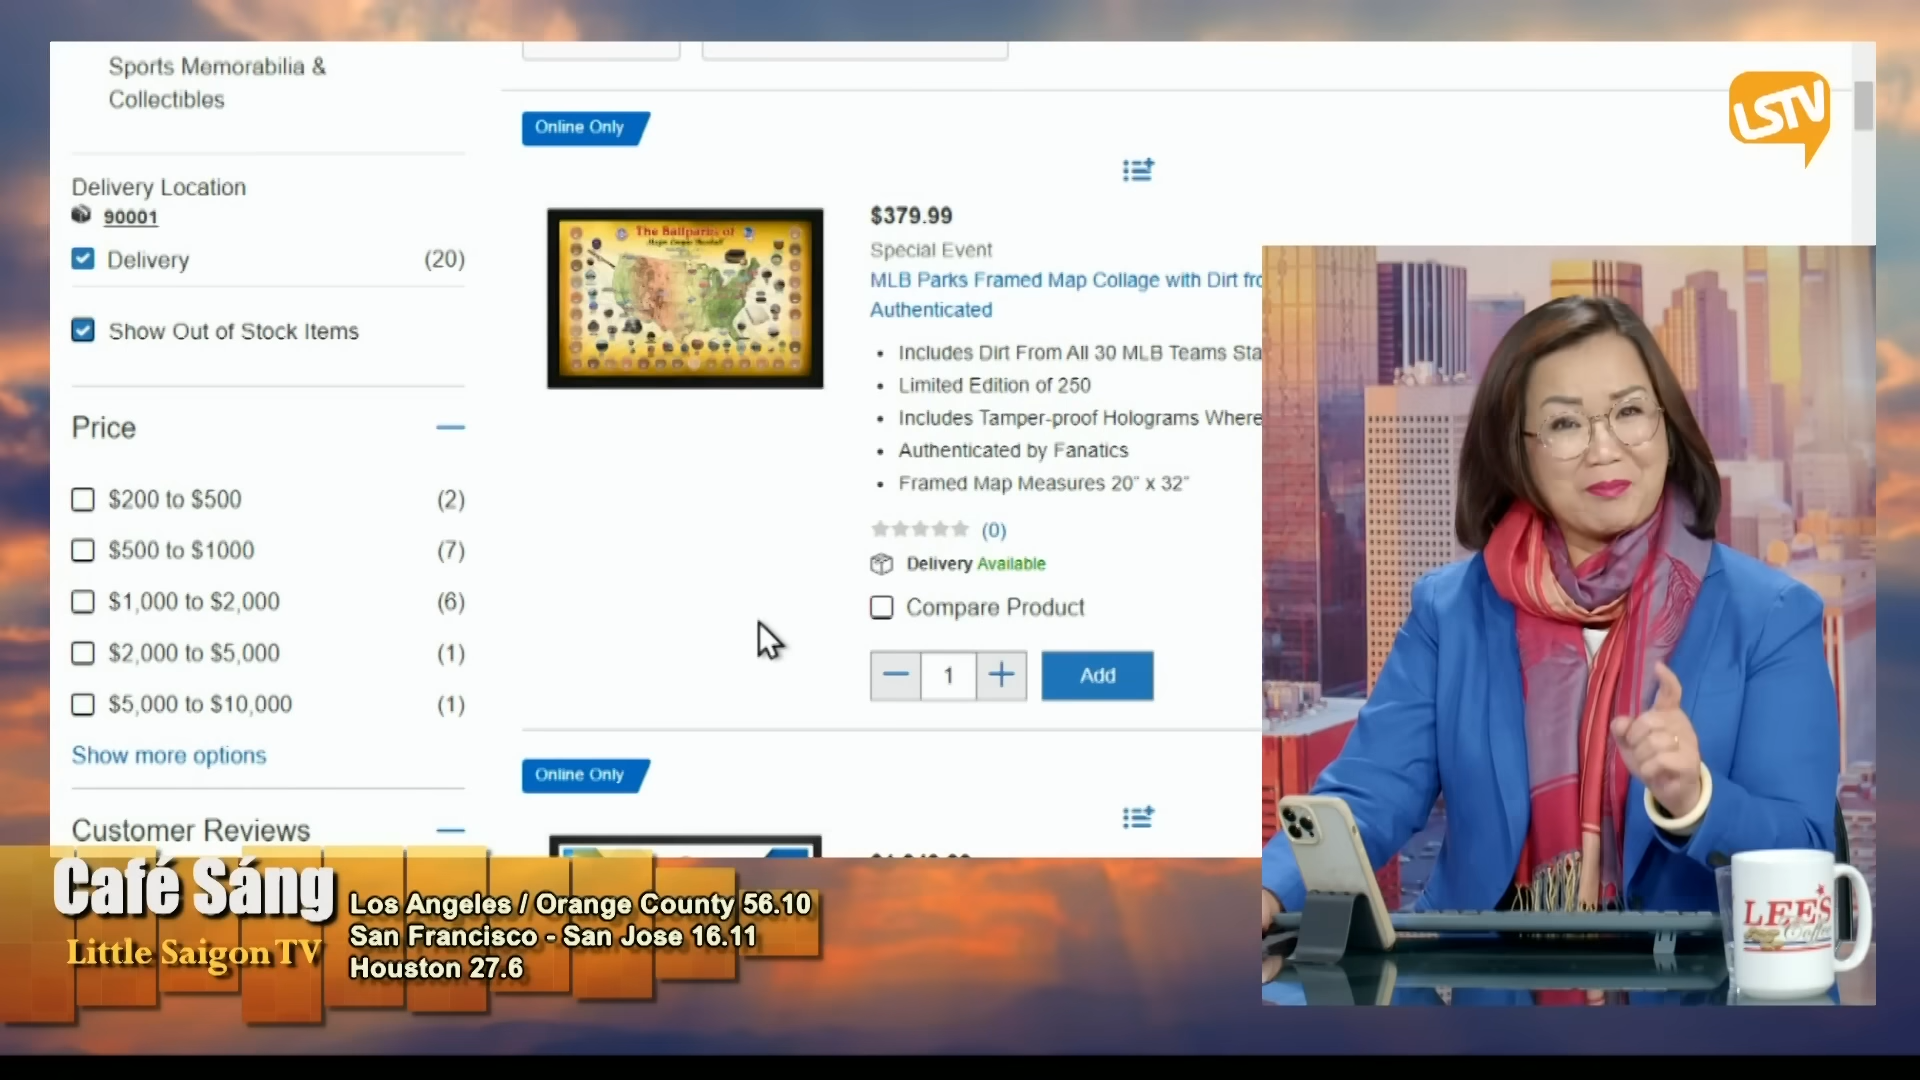 Sports Memorabilia &
Collectibles
Delivery Location
90001
Delivery (20)
Show Out of Stock Items
Price
$200 to $500 (2)
$500 to $1000 (7)
$1,000 to $2,000 (6)
$2,000 to $5,000 (1)
$5,000 to $10,000 (1)
Show more options
Customer Reviews
Online Only
The Ballparks of
Major League Baseball
$379.99
Special Event
MLB Parks Framed Map Collage with Dirt
Authenticated
Includes Dirt From All 30 MLB Teams
Limited Edition of 250
Includes Tamper-proof Holograms Where
Authenticated by Fanatics
Framed Map Measures 20" x 32"
(0)
Delivery Available
Compare Product
1
Add
Online Only
LSTV
LEE'S
Coffee
Café Sáng
Little Saigon TV
Los Angeles / Orange County 56.10
San Francisco - San Jose 16.11
Houston 27.6